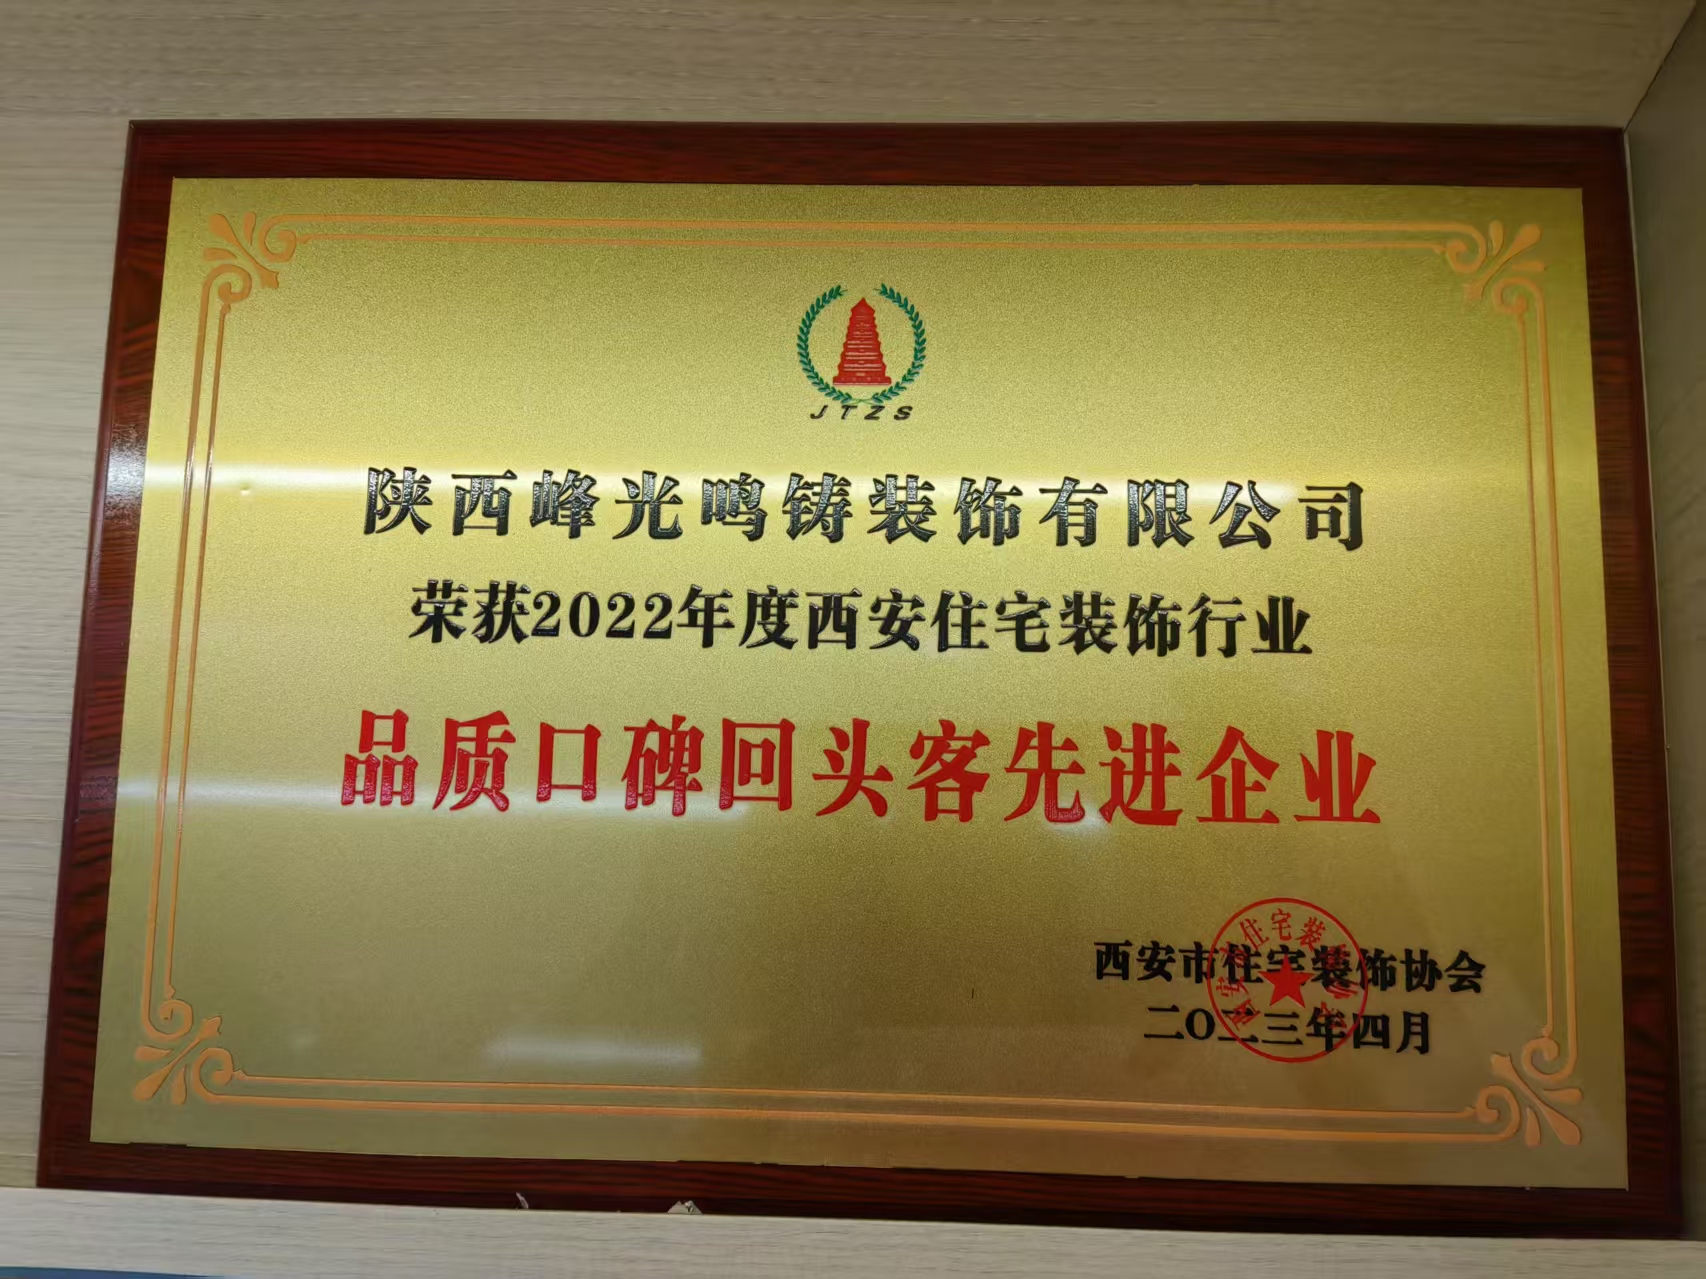 JTZS
陕西峰光鸣铸装饰有限公司
荣获2022年度西安住宅装饰行业
品质口碑回头客先进企业
西安市住宅装饰协会
二〇二三年四月